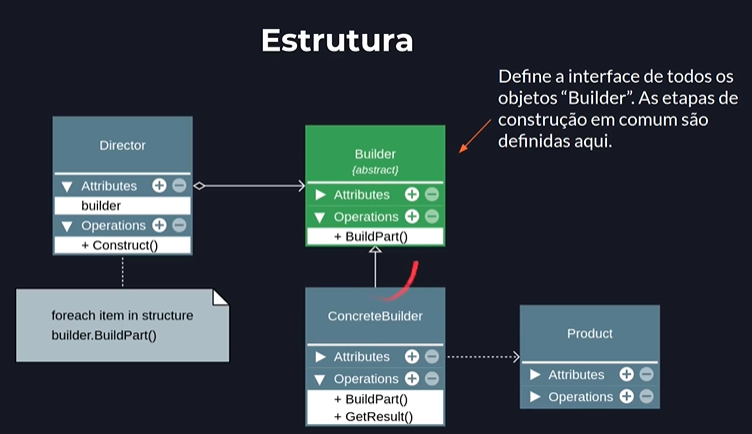 Estrutura
Define a interface de todos os
objetos “Builder”. As etapas de
construção em comum são
definidas aqui.
Director
Attributes
builder
Operations
+ Construct()
foreach item in structure
builder.BuildPart()
Builder
{abstract}
Attributes
Operations
+ BuildPart()
ConcreteBuilder
Attributes
Operations
+ BuildPart()
+ GetResult()
Product
Attributes
Operations